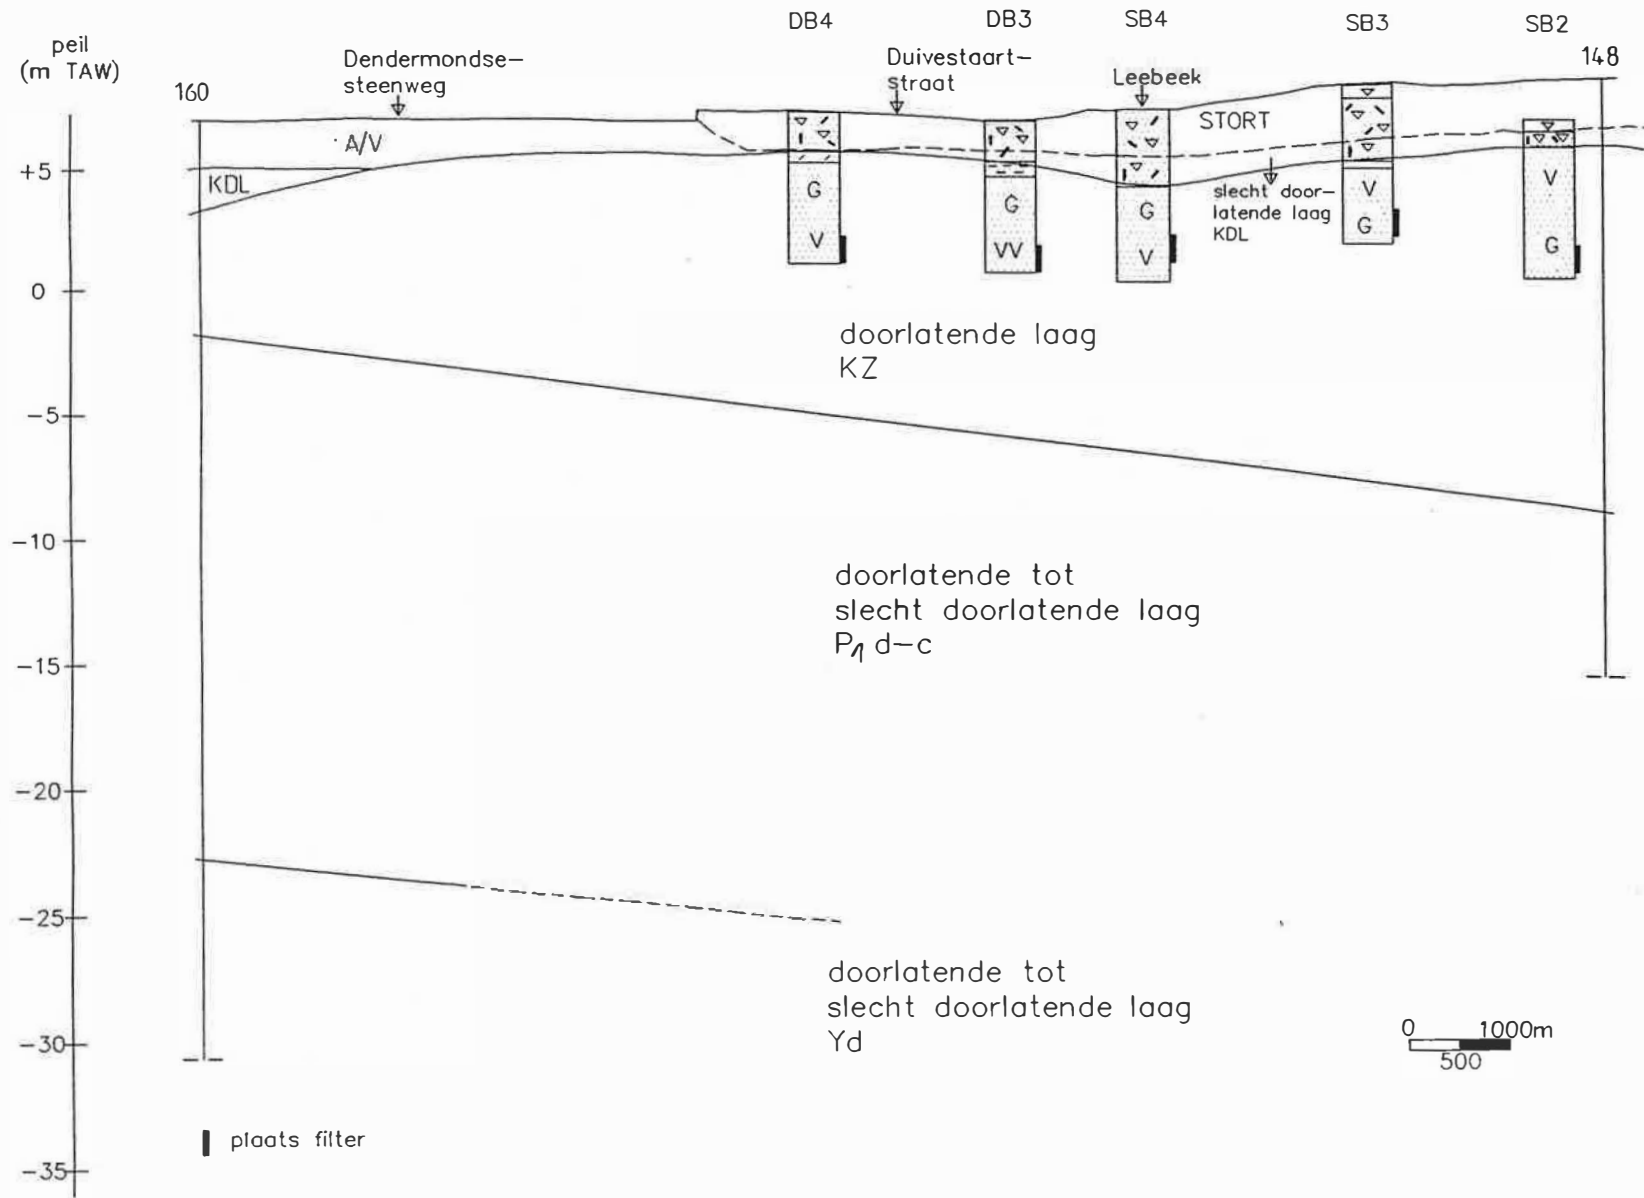 DB4
DB3
SB4
SB3
SB2
148
peil
(m TAW)
160
Dendermondse-
steenweg
Duivestaart-
straat
Leebeek
STORT
A/V
KDL
slecht door-
latende laag
KDL
G
V
G
VV
G
V
V
G
V
G
+5
0
-5
-10
-15
-20
-25
-30
-35
doorlatende laag
KZ
doorlatende tot
slecht doorlatende laag
P1 d-c
doorlatende tot
slecht doorlatende laag
Yd
0 1000m
500
plaats filter